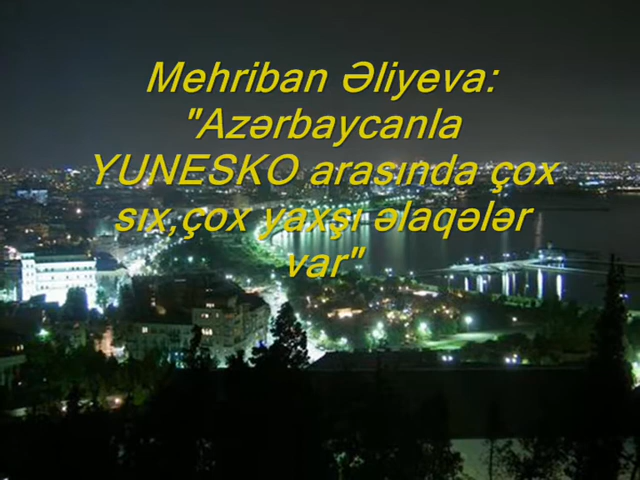 Mehriban Əliyeva:
"Azərbaycanla
YUNESKO arasında çox
sıx,çox yaxşı əlaqələr
var"